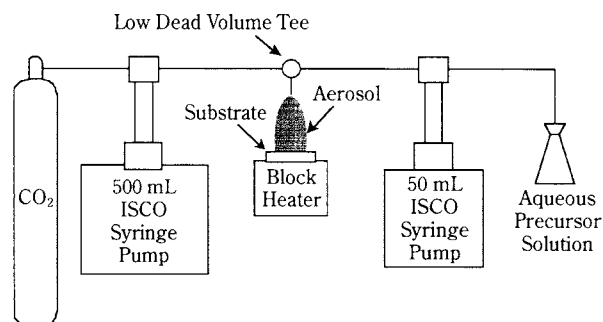 Low Dead Volume Tee
Substrate
Aerosol
CO₂
500 mL
ISCO
Syringe
Pump
Block
Heater
50 mL
ISCO
Syringe
Pump
Aqueous
Precursor
Solution